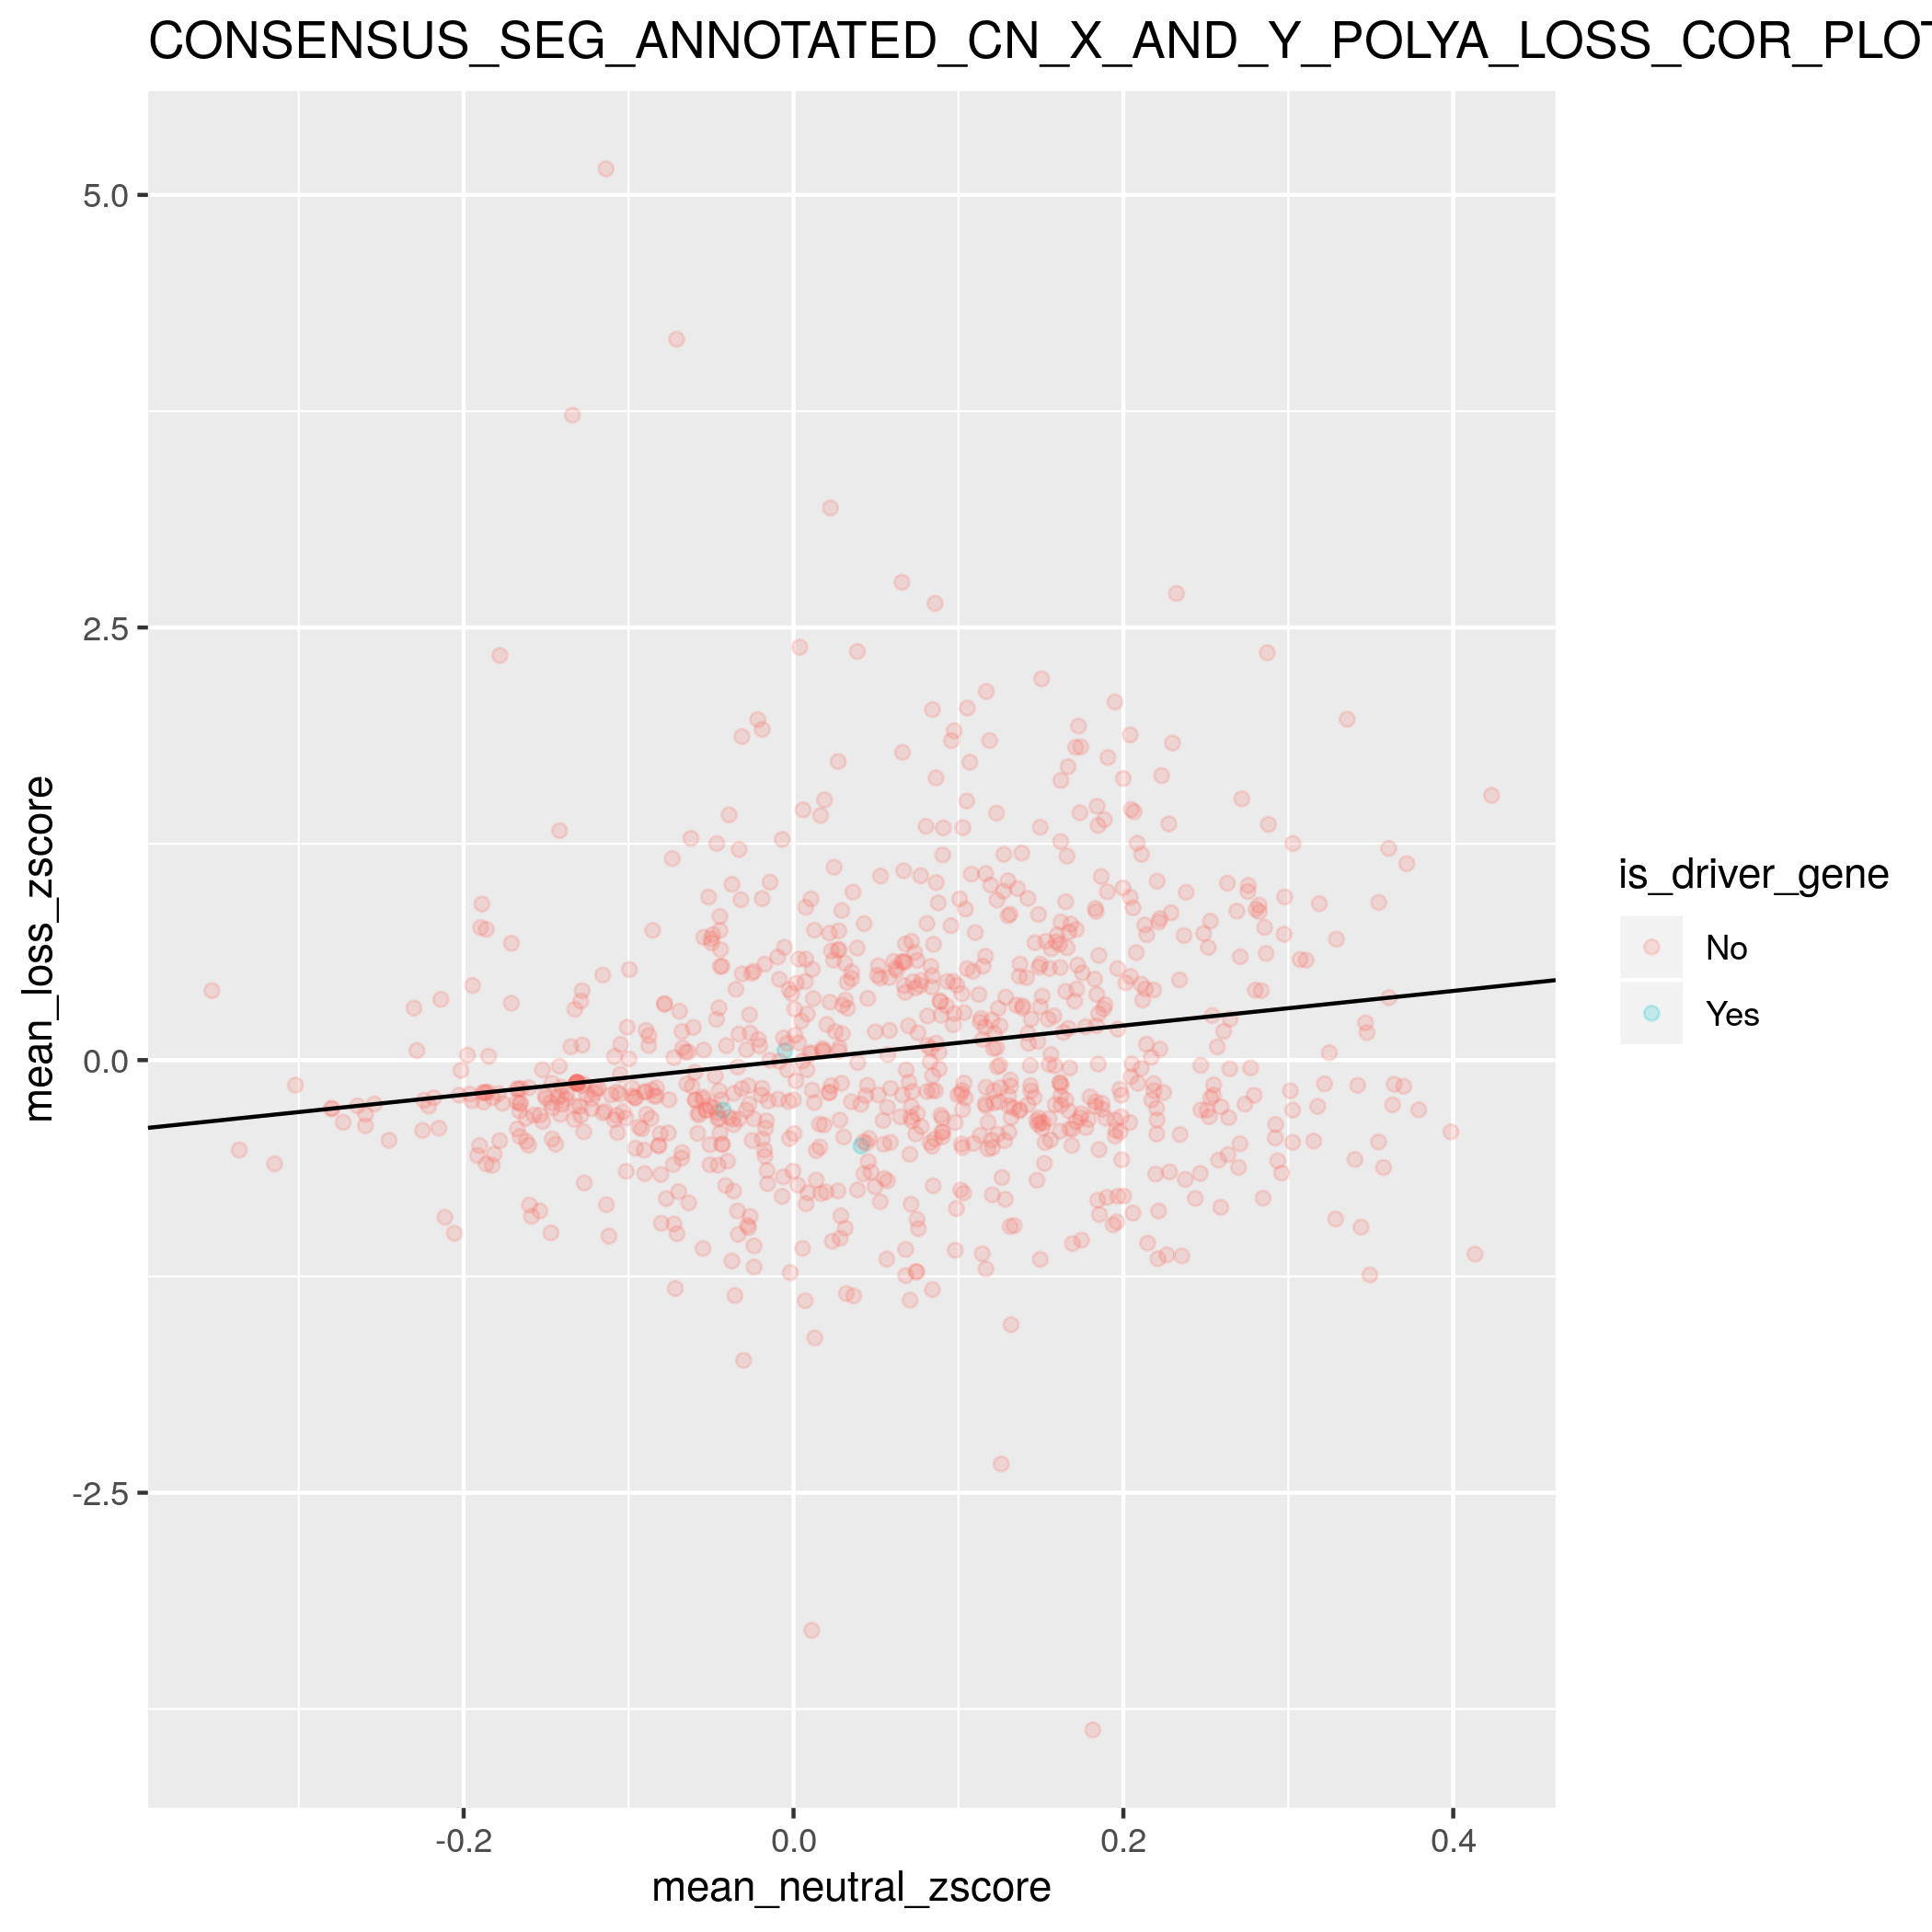 CONSENSUS_SEG_ANNOTATED_CN_X_AND_Y_POLYA_LOSS_COR_PLOT
5.0
2.5
0.0
-2.5
mean_loss_zscore
-0.2
0.0
0.2
0.4
mean_neutral_zscore
is_driver_gene
No
Yes